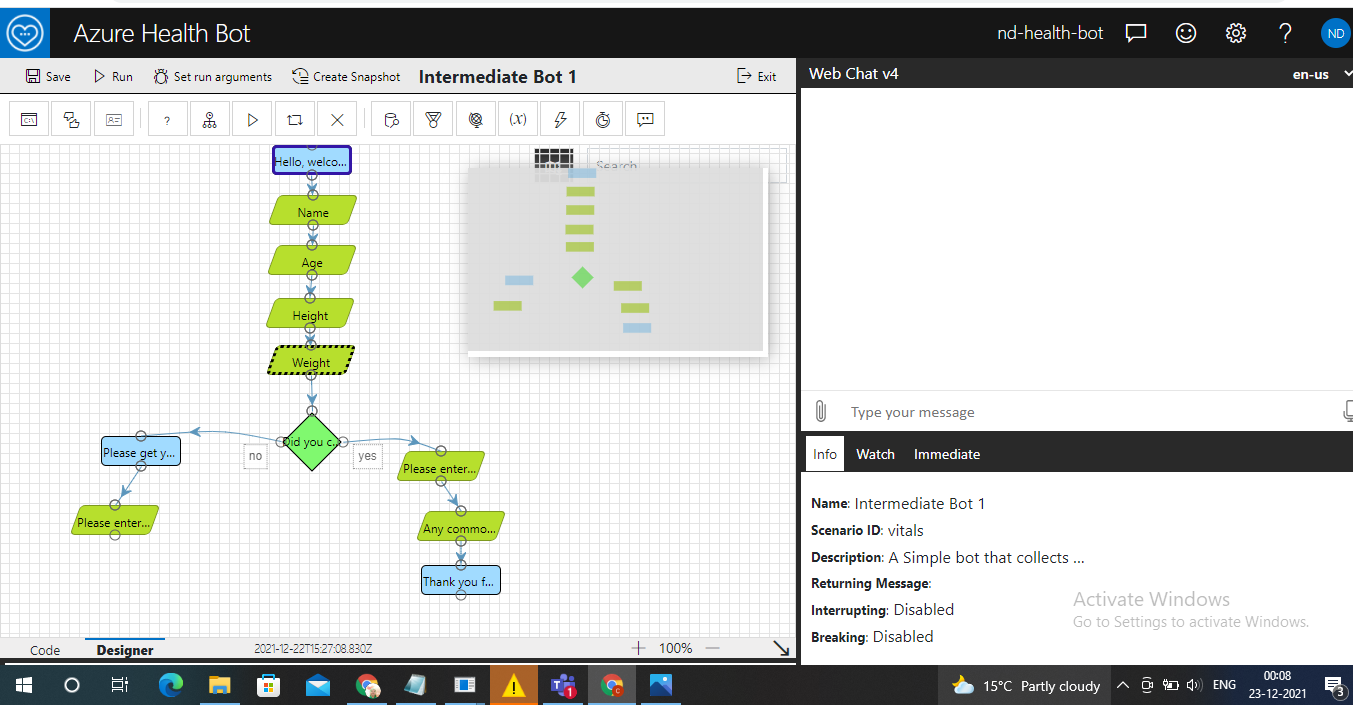 Azure Health Bot
nd-health-bot
?
ND
Save
Run
Set run arguments
Create Snapshot
Intermediate Bot 1
Exit
Web Chat v4
en-us
C:\
?
(x)
Search
Hello, welco...
Name
Age
Height
Weight
Did you c...
no
yes
Please get y...
Please enter...
Please enter...
Any commo...
Thank you f...
Type your message
Info
Watch
Immediate
Name: Intermediate Bot 1
Scenario ID: vitals
Description: A Simple bot that collects ...
Returning Message:
Interrupting: Disabled
Breaking: Disabled
Activate Windows
Go to Settings to activate Windows.
Code
Designer
2021-12-22T15:27:08.830Z
100%
1
C
15°C Partly cloudy
ENG
00:08
23-12-2021
3